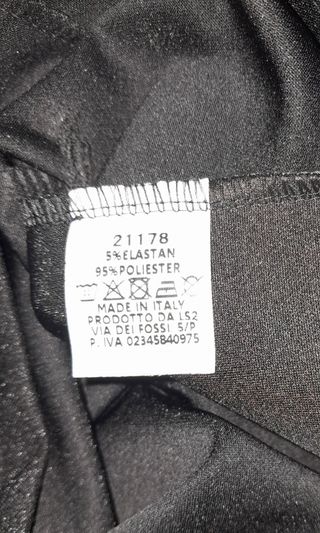 21178
5%ELASTAN
95%POLIESTER
MADE IN ITALY
PRODOTTO DA LS2
VIA DEI FOSSI. 5/P
P. IVA 02345840975